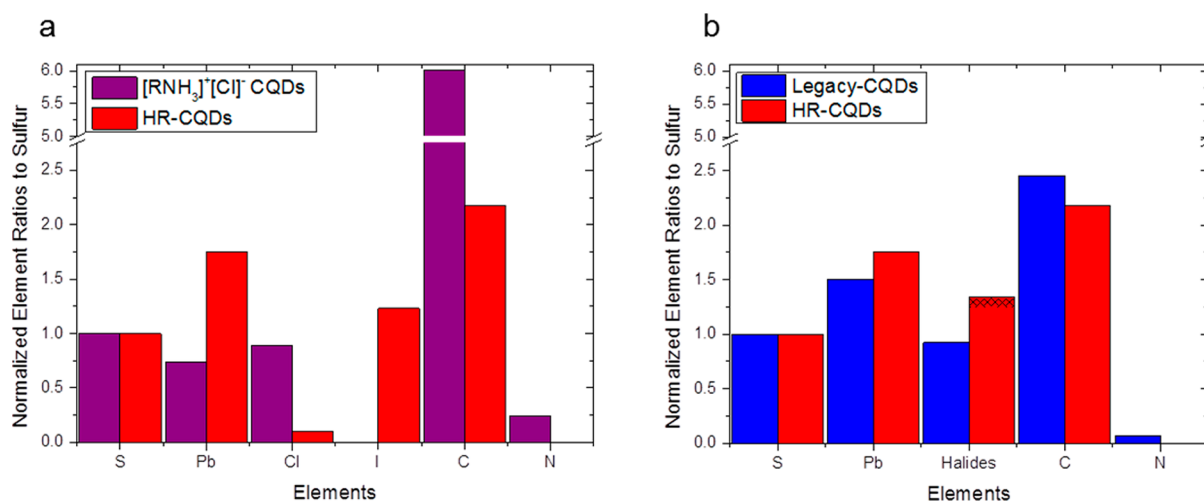 a
Normalized Element Ratios to Sulfur
6.0
5.5
5.0
2.5
2.0
1.5
1.0
0.5
0.0
[RNH₃]⁺[Cl]⁻ CQDs
HR-CQDs
S Pb Cl I C N
Elements
b
Normalized Element Ratios to Sulfur
6.0
5.5
5.0
2.5
2.0
1.5
1.0
0.5
0.0
Legacy-CQDs
HR-CQDs
S Pb Halides C N
Elements